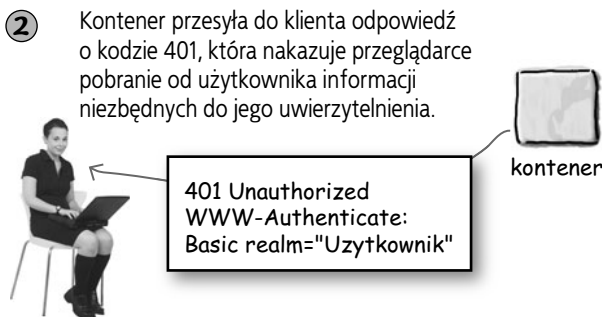 2
Kontener przesyła do klienta odpowiedź
o kodzie 401, która nakazuje przeglądarce
pobranie od użytkownika informacji
niezbędnych do jego uwierzytelnienia.
kontener
401 Unauthorized
WWW-Authenticate:
Basic realm="Uzytkownik"